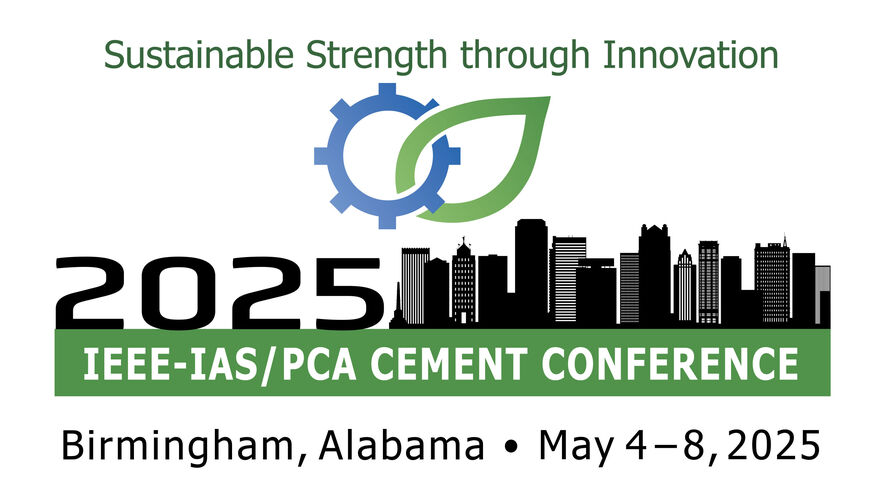 Sustainable Strength through Innovation
2025
IEEE-IAS/PCA CEMENT CONFERENCE
Birmingham, Alabama • May 4–8, 2025